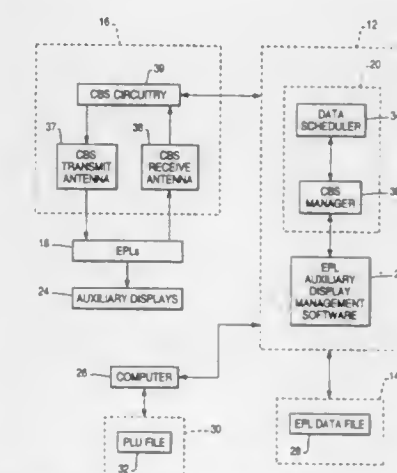 16
12
39
20
CBS CIRCUITRY
37
38
DATA
SCHEDULER
CBS
TRANSMIT
ANTENNA
CBS
RECEIVE
ANTENNA
CBS
MANAGER
18
EPLs
24
AUXILIARY DISPLAYS
EPL
AUXILIARY
DISPLAY
MANAGEMENT
SOFTWARE
26
COMPUTER
14
30
PLU FILE
32
EPL DATA FILE
28